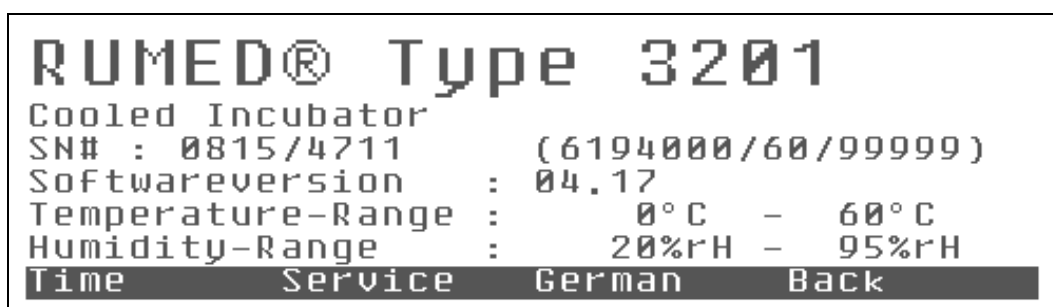 RUMED® Type 3201
Cooled Incubator
SN# : 0815/4711 (6194000/60/99999)
Softwareversion : 04.17
Temperature-Range : 0°C - 60°C
Humidity-Range : 20%rH - 95%rH
Time Service German Back